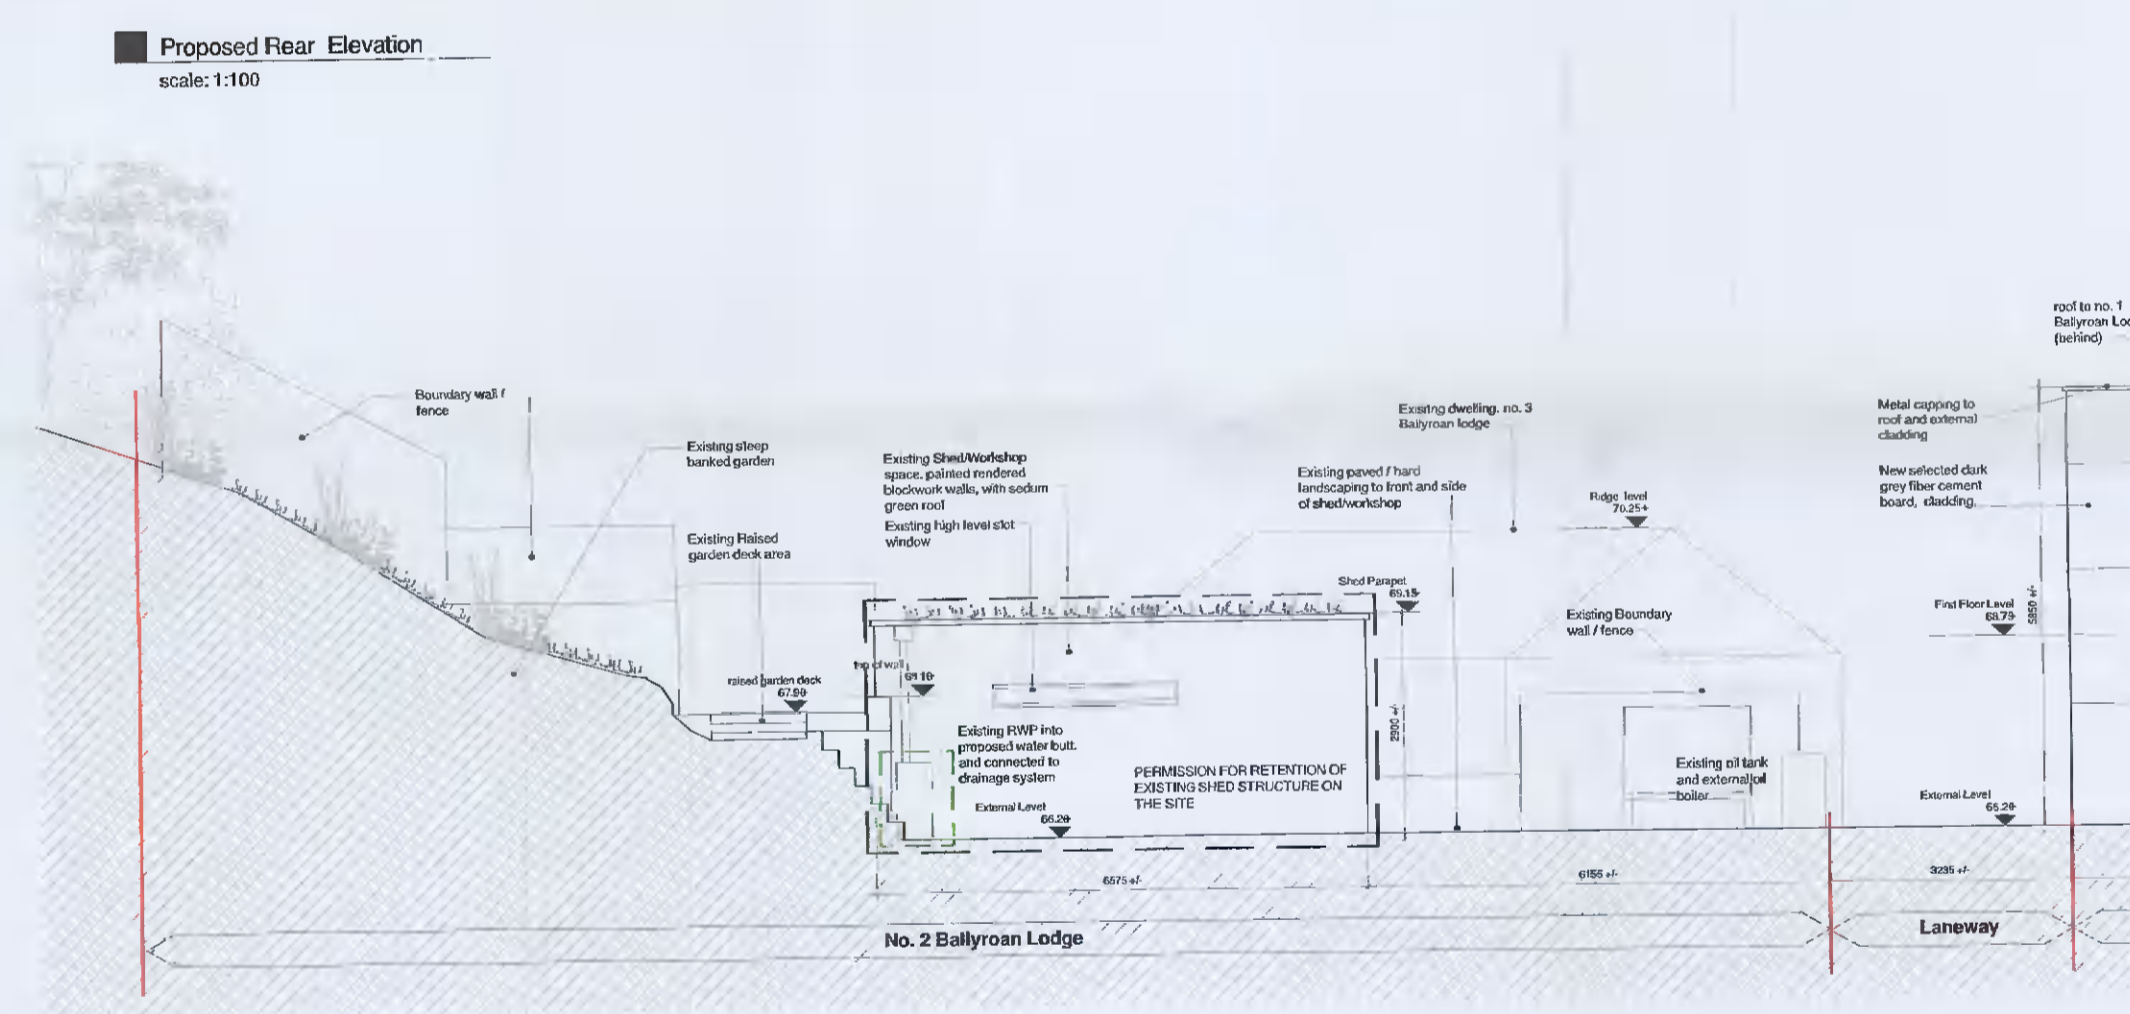 Proposed Rear Elevation
scale: 1:100
Boundary wall /
fence
Existing steep
banked garden
Existing Raised
garden deck area
raised garden deck
67.90
Existing Shed/Workshop
space, painted rendered
blockwork walls, with sedum
green roof
Existing high level slot
window
top of wall
Existing RWP into
proposed water butt.
and connected to
drainage system
External Level
66.20
PERMISSION FOR RETENTION OF
EXISTING SHED STRUCTURE ON
THE SITE
Existing dwelling, no. 3
Ballyroan lodge
Existing paved / hard
landscaping to front and side
of shed/workshop
Shed Parapet
69.15
2900 +/-
Ridge level
70.25+
Existing Boundary
wall / fence
Existing oil tank
and external oil
boiler
roof to no. 1
Ballyroan Loc
(behind)
Metal capping to
roof and external
cladding
New selected dark
grey fiber cement
board, cladding,
First Floor Level
68.79
5850 +/-
External Level
66.20
6575 +/-
6155 +/-
3235 +/-
No. 2 Ballyroan Lodge
Laneway